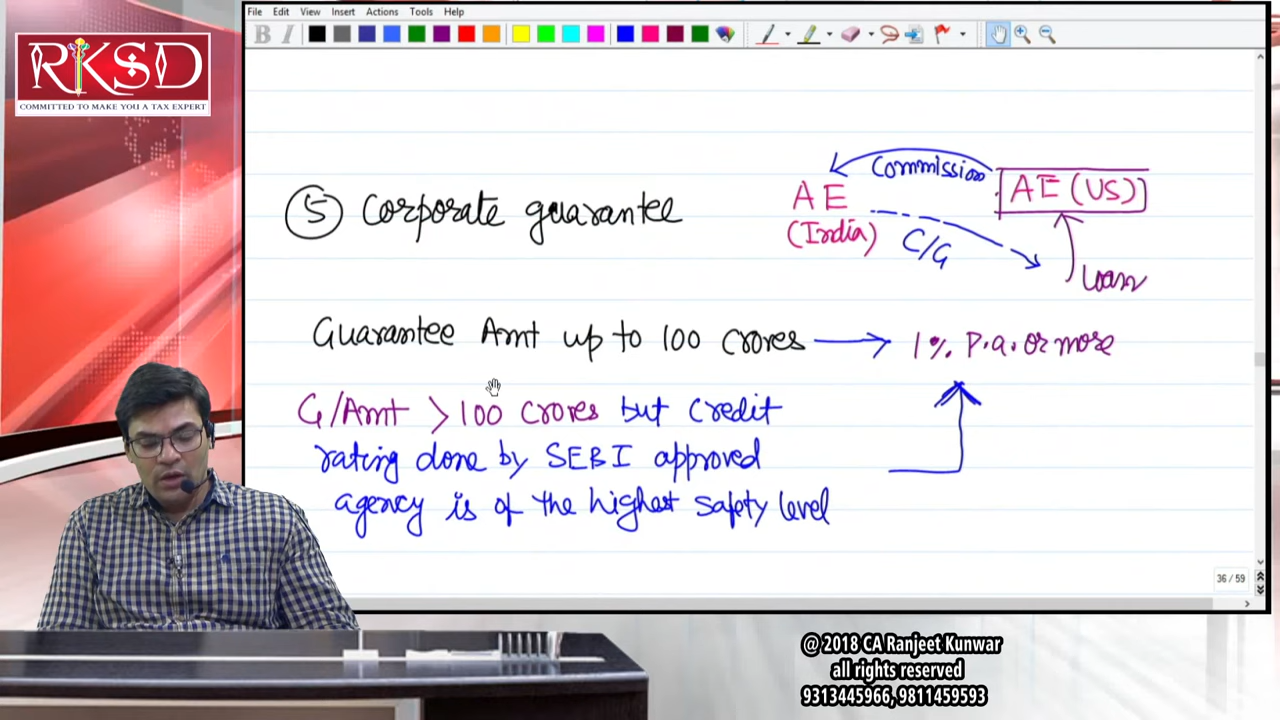 File Edit View Insert Actions Tools Help
B I
RKSD
COMMITTED TO MAKE YOU A TAX EXPERT
5 Corporate guarantee
Commission
AE
(India)
AE (US)
C/G
Loan
Guarantee Amt up to 100 crores → 1% P.a. or more
G/Amt > 100 crores but credit
rating done by SEBI approved
agency is of the highest safety level
36 / 59
@ 2018 CA Ranjeet Kunwar
all rights reserved
9313445966, 9811459593